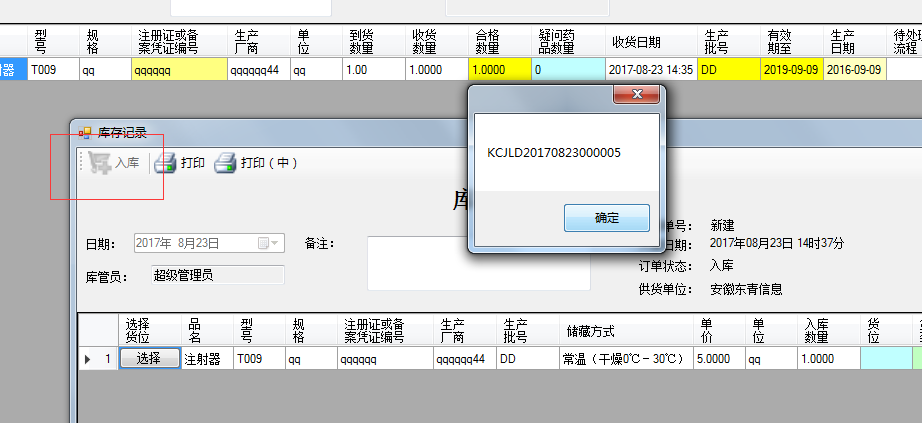 型号 规格 注册证或备案凭证编号 生产厂商 单位 到货数量 收货数量 合格数量 疑问药品数量 收货日期 生产批号 有效期至 生产日期 待处理流程
T009 qq qqqqqq qqqqqq44 qq 1.00 1.0000 1.0000 0 2017-08-23 14:35 DD 2019-09-09 2016-09-09
库存记录
入库 打印 打印（中）
KCJLD20170823000005
确定
库
单号： 新建
日期： 2017年 8月23日 备注： 日期： 2017年08月23日 14时37分
订单状态： 入库
库管员： 超级管理员 供货单位： 安徽东青信息
选择货位 品名 型号 规格 注册证或备案凭证编号 生产厂商 生产批号 储藏方式 单价 单位 入库数量 货位
1 选择 注射器 T009 qq qqqqqq qqqqqq44 DD 常温（干燥0℃－30℃） 5.0000 qq 1.0000